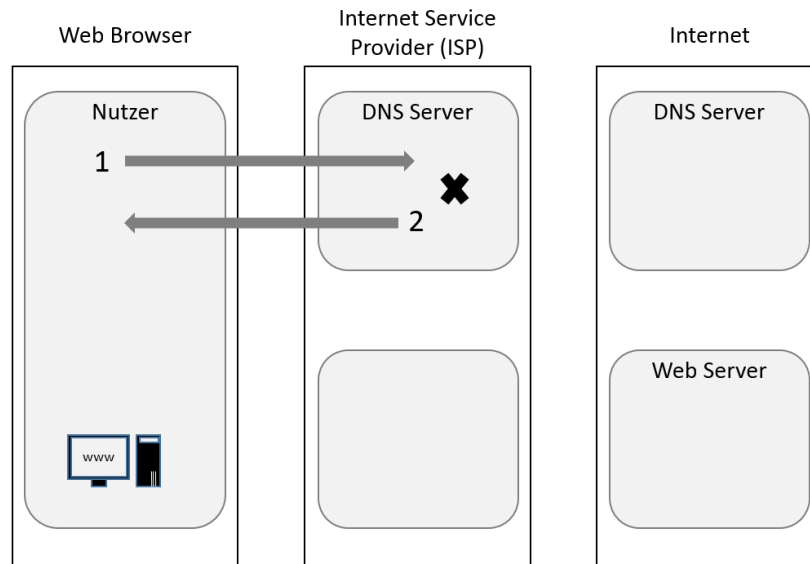 Web Browser
Internet Service
Provider (ISP)
Internet
Nutzer
DNS Server
DNS Server
1
2
Web Server
www